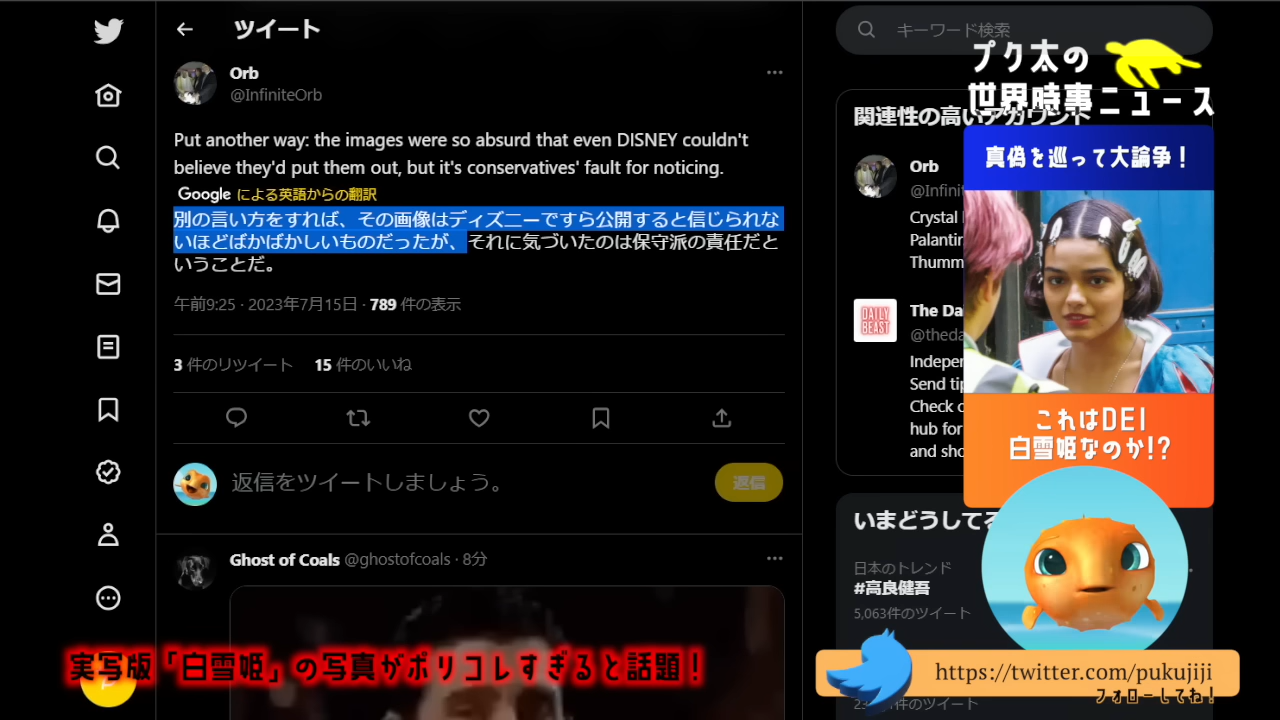 ツイート
Orb
@InfiniteOrb
Put another way: the images were so absurd that even DISNEY couldn't
believe they'd put them out, but it's conservatives' fault for noticing.
Google による英語からの翻訳
別の言い方をすれば、その画像はディズニーですら公開すると信じられな
いほどばかばかしいものだったが、それに気づいたのは保守派の責任だと
いうことだ。
午前9:25 · 2023年7月15日 · 789 件の表示
3 件のリツイート 15 件のいいね
返信をツイートしましょう。
返信
Ghost of Coals @ghostofcoals · 8分
キーワード検索
プク太の
世界時事ニュース
関連性の高いアカウント
真偽を巡って大論争！
Orb
@Infini
Crystal
Palantir
Thumm
DAILY
BEAST
The Da
@theda
Indepe
Send ti
Check
hub for
and sho
これはDEI
白雪姫なのか!?
いまどうしてる
日本のトレンド
#高良健吾
5,063件のツイート
実写版「白雪姫」の写真がポリコレすぎると話題！
https://twitter.com/pukujiji
フォローしてね！
件のツイート